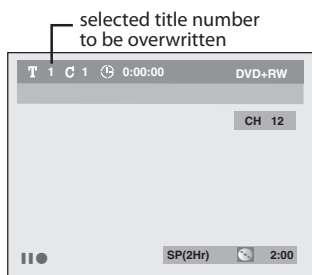 selected title number
to be overwritten
T 1 C 1 0:00:00 DVD+RW
CH 12
SP(2Hr) 2:00